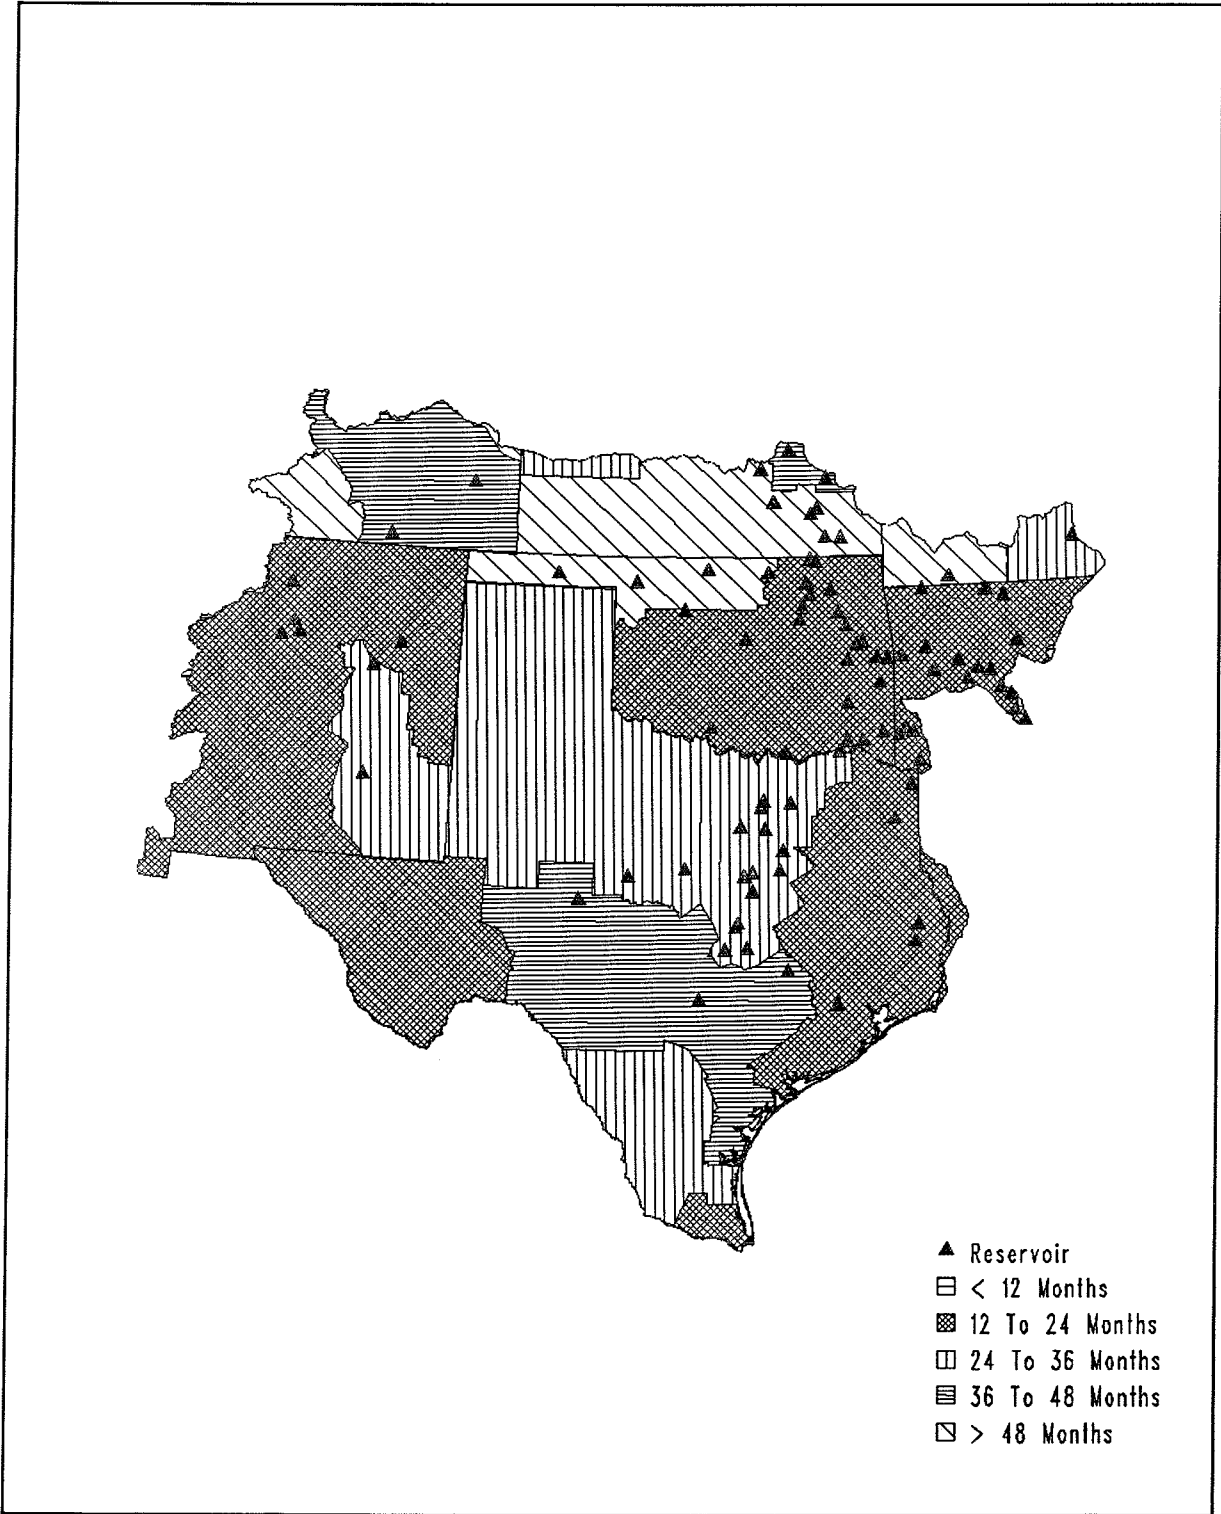 Reservoir
< 12 Months
12 To 24 Months
24 To 36 Months
36 To 48 Months
> 48 Months